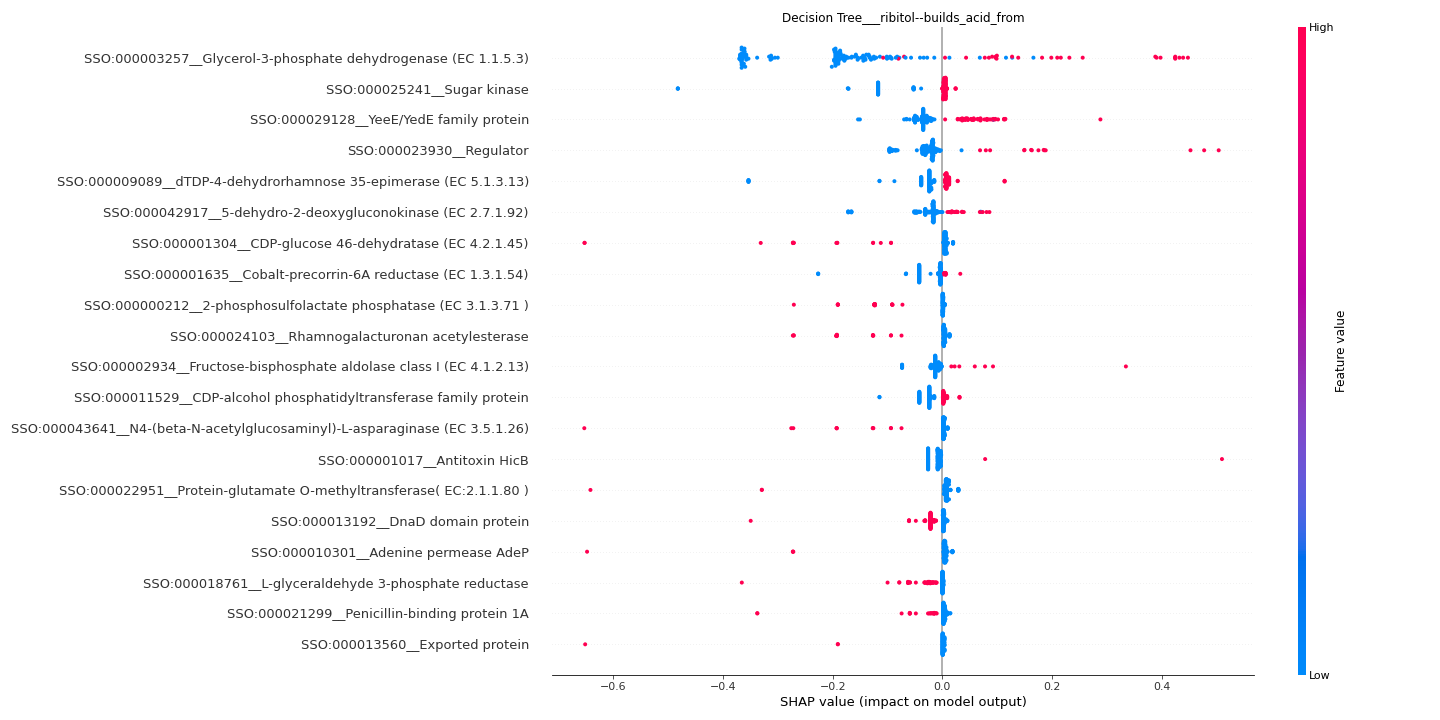 Decision Tree___ribitol--builds_acid_from
SSO:000003257__Glycerol-3-phosphate dehydrogenase (EC 1.1.5.3)
SSO:000025241__Sugar kinase
SSO:000029128__YeeE/YedE family protein
SSO:000023930__Regulator
SSO:000009089__dTDP-4-dehydrorhamnose 35-epimerase (EC 5.1.3.13)
SSO:000042917__5-dehydro-2-deoxygluconokinase (EC 2.7.1.92)
SSO:000001304__CDP-glucose 46-dehydratase (EC 4.2.1.45)
SSO:000001635__Cobalt-precorrin-6A reductase (EC 1.3.1.54)
SSO:000000212__2-phosphosulfolactate phosphatase (EC 3.1.3.71 )
SSO:000024103__Rhamnogalacturonan acetylesterase
SSO:000002934__Fructose-bisphosphate aldolase class I (EC 4.1.2.13)
SSO:000011529__CDP-alcohol phosphatidyltransferase family protein
SSO:000043641__N4-(beta-N-acetylglucosaminyl)-L-asparaginase (EC 3.5.1.26)
SSO:000001017__Antitoxin HicB
SSO:000022951__Protein-glutamate O-methyltransferase( EC:2.1.1.80 )
SSO:000013192__DnaD domain protein
SSO:000010301__Adenine permease AdeP
SSO:000018761__L-glyceraldehyde 3-phosphate reductase
SSO:000021299__Penicillin-binding protein 1A
SSO:000013560__Exported protein
−0.6 −0.4 −0.2 0.0 0.2 0.4
SHAP value (impact on model output)
High
Feature value
Low